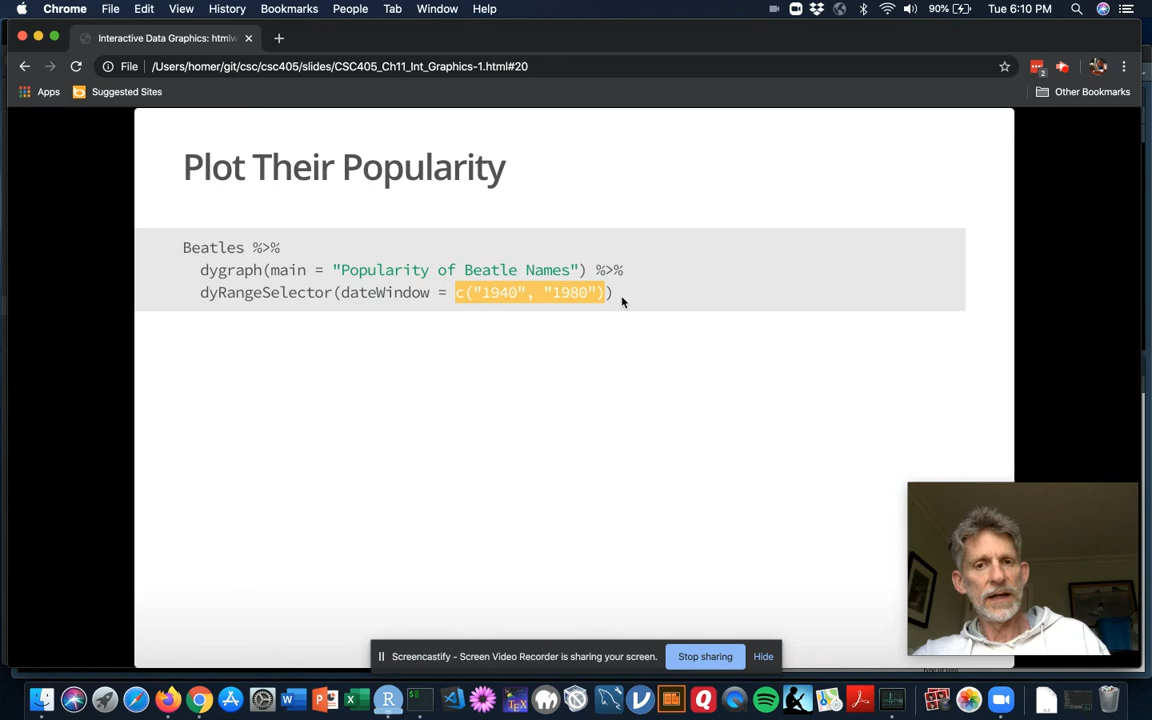 Chrome File Edit View History Bookmarks People Tab Window Help 90% Tue 6:10 PM
Interactive Data Graphics: htmlw
File /Users/homer/git/csc/csc405/slides/CSC405_Ch11_Int_Graphics-1.html#20 2
Apps Suggested Sites Other Bookmarks
Plot Their Popularity
Beatles %>%
dygraph(main = "Popularity of Beatle Names") %>%
dyRangeSelector(dateWindow = c("1940", "1980"))
Screencastify - Screen Video Recorder is sharing your screen. Stop sharing Hide